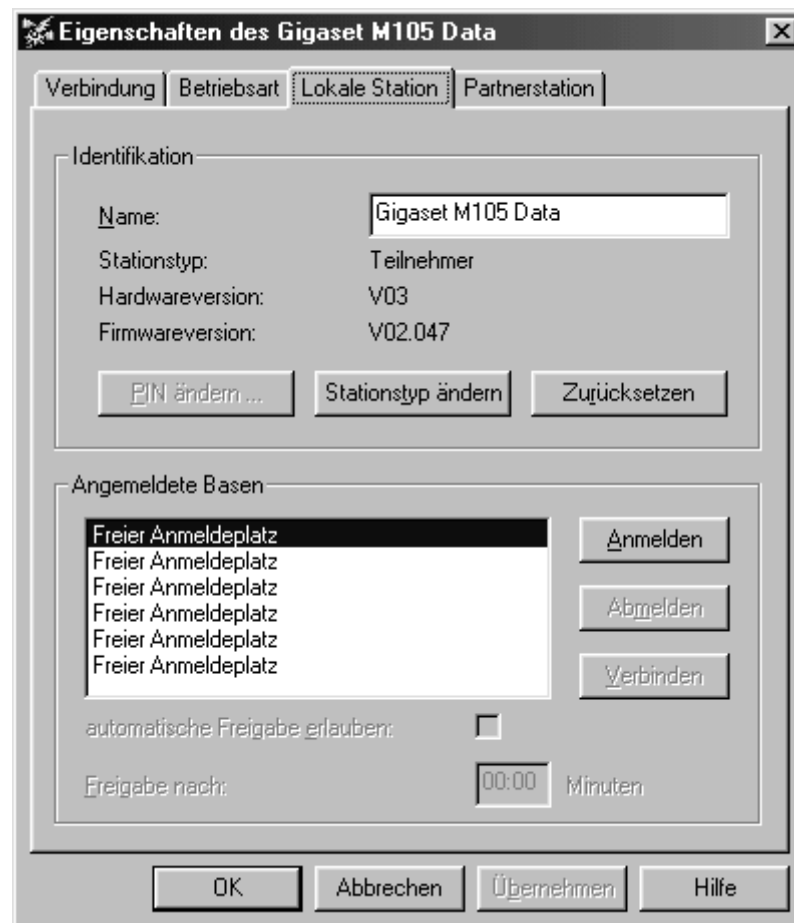 Eigenschaften des Gigaset M105 Data
Verbindung Betriebsart Lokale Station Partnerstation
Identifikation
Name: Gigaset M105 Data
Stationstyp: Teilnehmer
Hardwareversion: V03
Firmwareversion: V02.047
PIN ändern ... Stationstyp ändern Zurücksetzen
Angemeldete Basen
Freier Anmeldeplatz Anmelden
Freier Anmeldeplatz
Freier Anmeldeplatz
Freier Anmeldeplatz Abmelden
Freier Anmeldeplatz
Freier Anmeldeplatz Verbinden
automatische Freigabe erlauben:
Freigabe nach: 00:00 Minuten
OK Abbrechen Übernehmen Hilfe